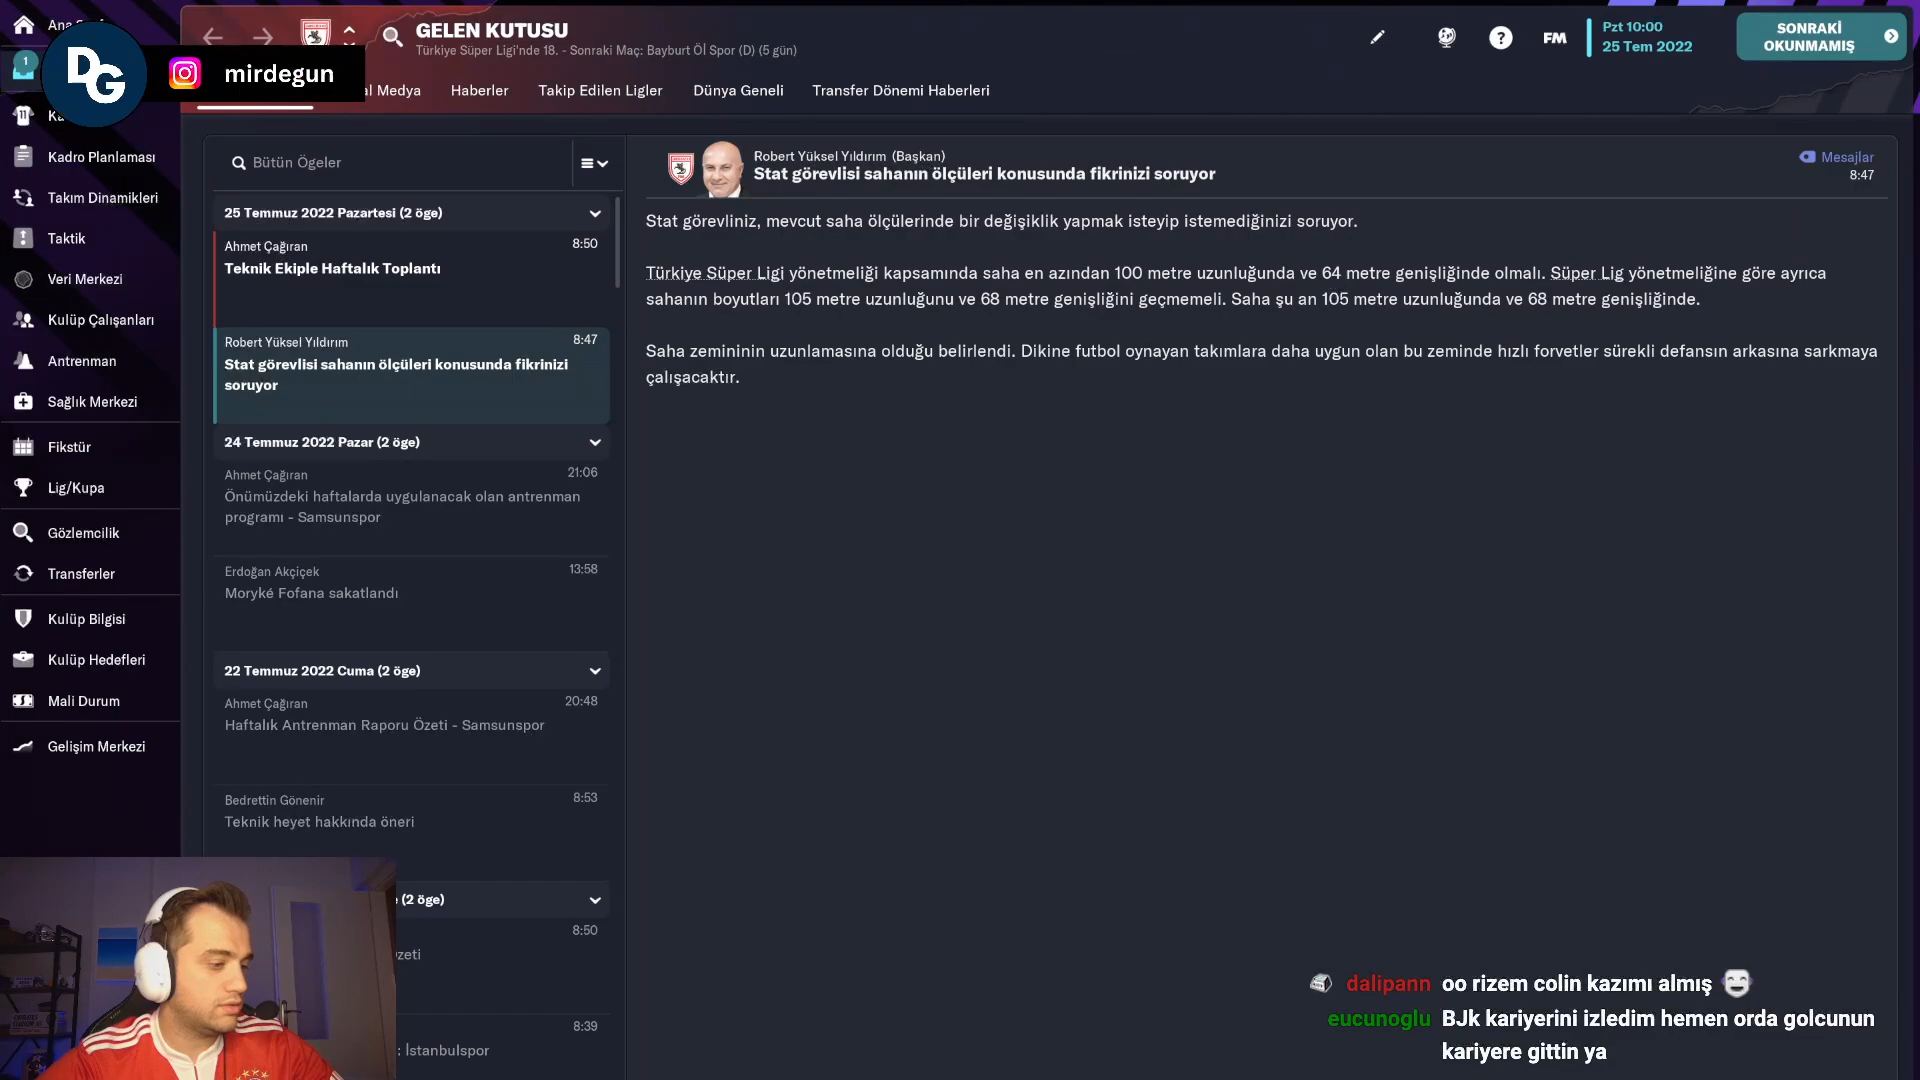 GELEN KUTUSU
Türkiye Süper Ligi'nde 18. - Sonraki Maç: Bayburt Öl Spor (D) (5 gün)
FM
Pzt 10:00
25 Tem 2022
SONRAKİ
OKUNMAMIŞ
1
DG
mirdegun
al Medya
Haberler
Takip Edilen Ligler
Dünya Geneli
Transfer Dönemi Haberleri
Kadro Planlaması
Takım Dinamikleri
Taktik
Veri Merkezi
Kulüp Çalışanları
Antrenman
Sağlık Merkezi
Fikstür
Lig/Kupa
Gözlemcilik
Transferler
Kulüp Bilgisi
Kulüp Hedefleri
Mali Durum
Gelişim Merkezi
Bütün Ögeler
25 Temmuz 2022 Pazartesi (2 öge)
Ahmet Çağıran 8:50
Teknik Ekiple Haftalık Toplantı
Robert Yüksel Yıldırım 8:47
Stat görevlisi sahanın ölçüleri konusunda fikrinizi
soruyor
24 Temmuz 2022 Pazar (2 öge)
Ahmet Çağıran 21:06
Önümüzdeki haftalarda uygulanacak olan antrenman
programı - Samsunspor
Erdoğan Akçiçek 13:58
Moryké Fofana sakatlandı
22 Temmuz 2022 Cuma (2 öge)
Ahmet Çağıran 20:48
Haftalık Antrenman Raporu Özeti - Samsunspor
Bedrettin Gönenir 8:53
Teknik heyet hakkında öneri
(2 öge)
8:50
zeti
8:39
: İstanbulspor
Robert Yüksel Yıldırım (Başkan)
Stat görevlisi sahanın ölçüleri konusunda fikrinizi soruyor
Mesajlar
8:47
Stat görevliniz, mevcut saha ölçülerinde bir değişiklik yapmak isteyip istemediğinizi soruyor.
Türkiye Süper Ligi yönetmeliği kapsamında saha en azından 100 metre uzunluğunda ve 64 metre genişliğinde olmalı. Süper Lig yönetmeliğine göre ayrıca
sahanın boyutları 105 metre uzunluğunu ve 68 metre genişliğini geçmemeli. Saha şu an 105 metre uzunluğunda ve 68 metre genişliğinde.
Saha zemininin uzunlamasına olduğu belirlendi. Dikine futbol oynayan takımlara daha uygun olan bu zeminde hızlı forvetler sürekli defansın arkasına sarkmaya
çalışacaktır.
dalipann oo rizem colin kazımı almış
eucunoglu BJk kariyerini izledim hemen orda golcunun
kariyere gittin ya